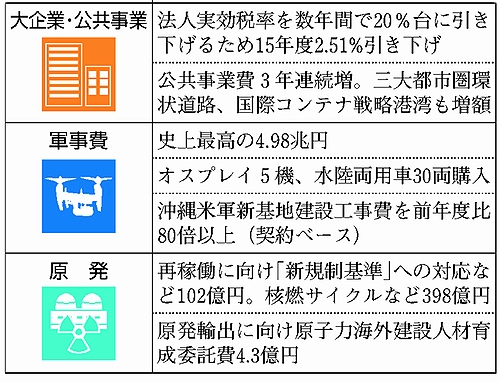 大企業・公共事業
法人実効税率を数年間で20％台に引き
下げるため15年度2.51%引き下げ
公共事業費３年連続増。三大都市圏環
状道路、国際コンテナ戦略港湾も増額
軍事費
史上最高の4.98兆円
オスプレイ５機、水陸両用車30両購入
沖縄米軍新基地建設工事費を前年度比
80倍以上（契約ベース）
原発
再稼働に向け「新規制基準」への対応な
ど102億円。核燃サイクルなど398億円
原発輸出に向け原子力海外建設人材育
成委託費4.3億円